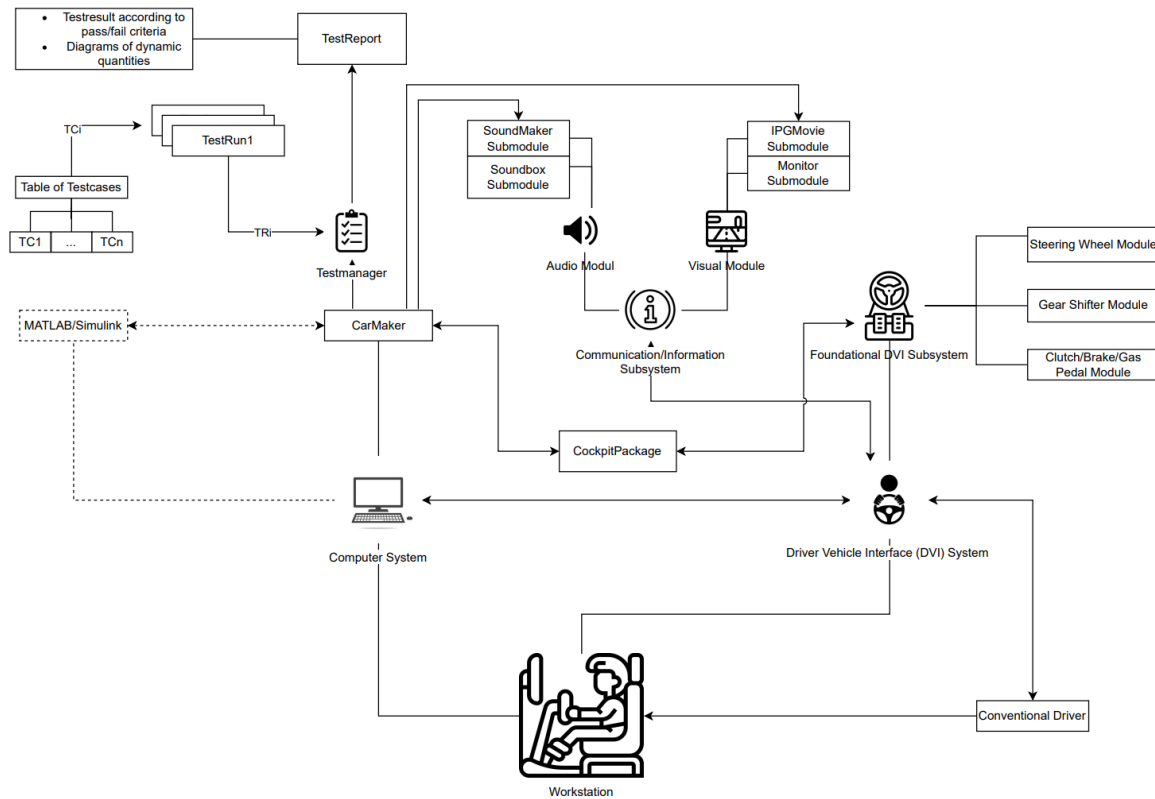 Testresult according to
pass/fail criteria
Diagrams of dynamic
quantities
TestReport
TCi
TestRun1
SoundMaker
Submodule
Soundbox
Submodule
IPGMovie
Submodule
Monitor
Submodule
Table of Testcases
TC1
...
TCn
TRi
Testmanager
Audio Modul
Visual Module
Steering Wheel Module
Gear Shifter Module
Clutch/Brake/Gas
Pedal Module
MATLAB/Simulink
CarMaker
Communication/Information
Subsystem
Foundational DVI Subsystem
CockpitPackage
Computer System
Driver Vehicle Interface (DVI) System
Conventional Driver
Workstation